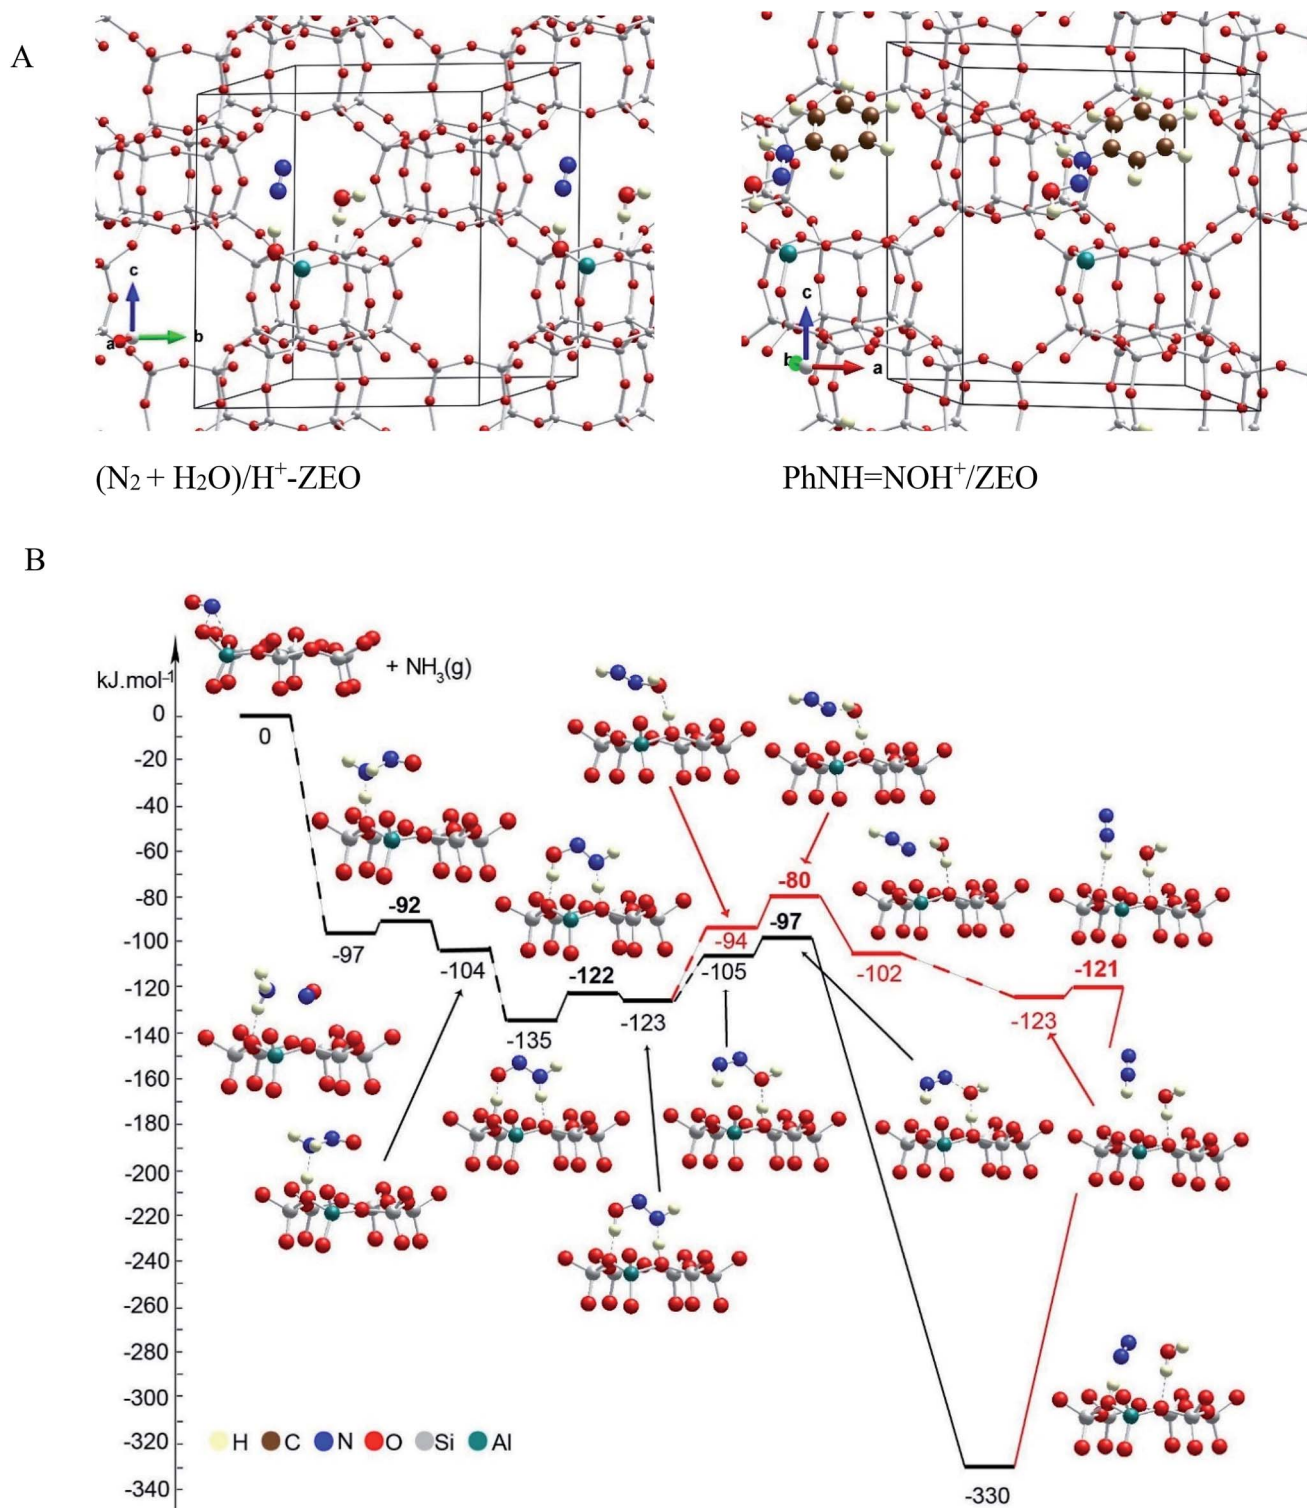 A
c
a
b
c
b
a
(N₂ + H₂O)/H⁺-ZEO
PhNH=NOH⁺/ZEO
B
kJ.mol⁻¹
+ NH₃(g)
0
-20
-40
-60
-80
-100
-120
-140
-160
-180
-200
-220
-240
-260
-280
-300
-320
-340
0
-97
-92
-104
-135
-122
-123
-94
-105
-80
-97
-102
-123
-121
-330
H C N O Si Al